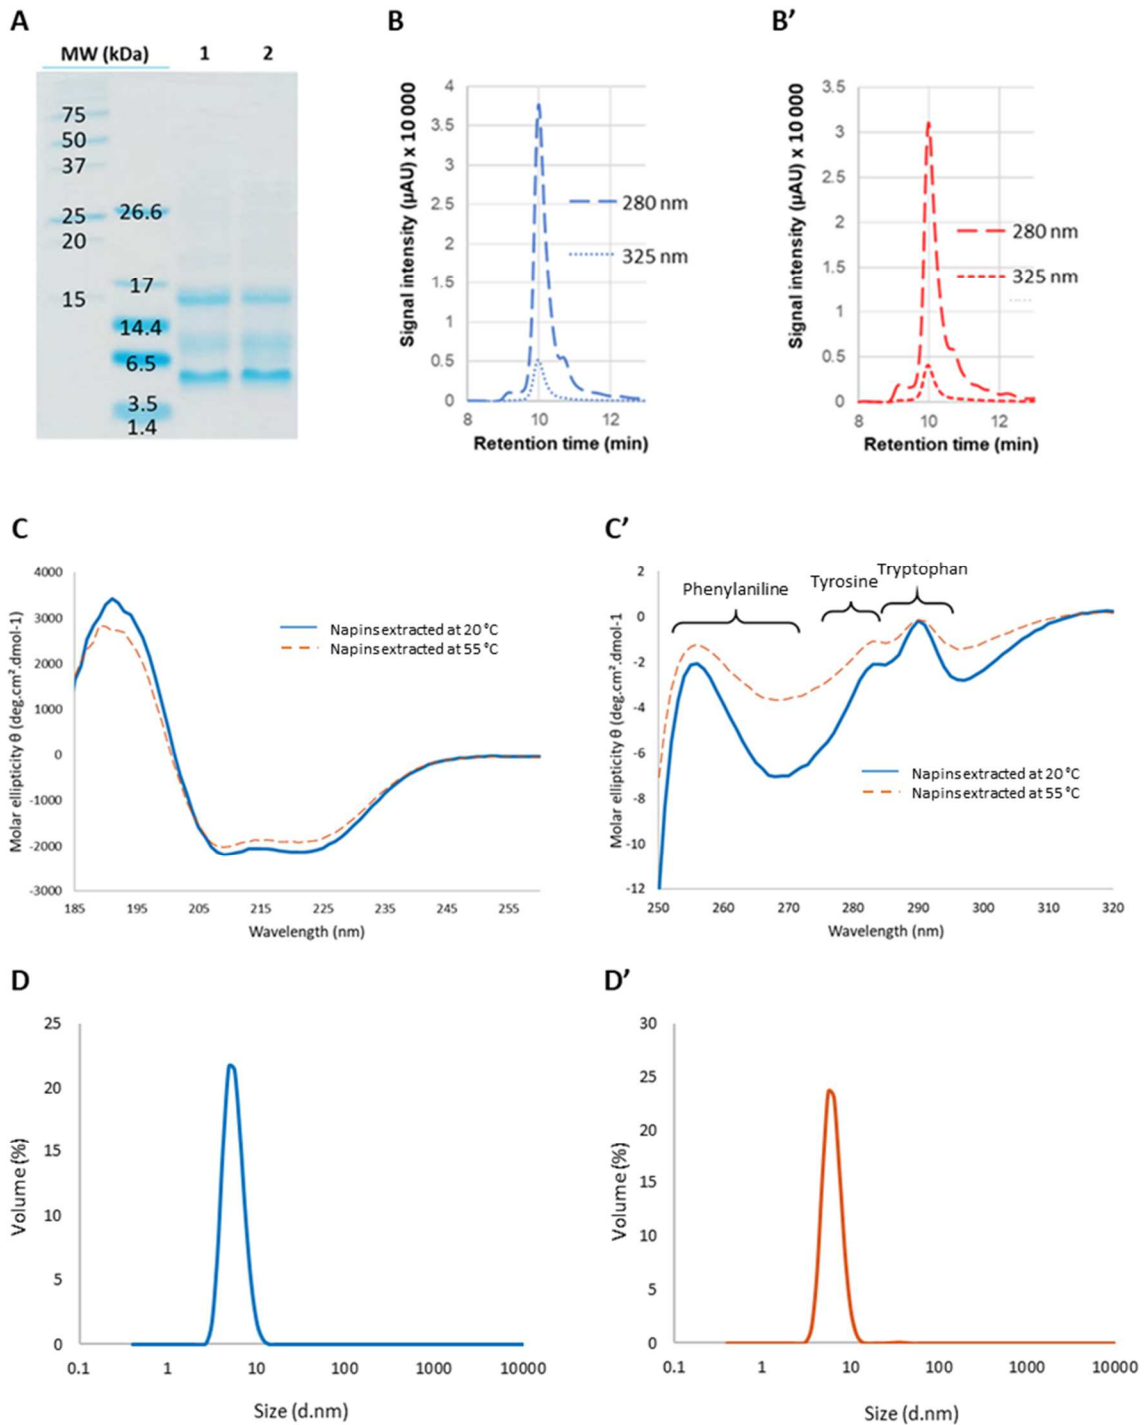 A
MW (kDa) 1 2
75
50
37
25
20
15
26.6
17
14.4
6.5
3.5
1.4
B
Signal intensity (µAU) x 10 000
4
3.5
3
2.5
2
1.5
1
0.5
0
280 nm
325 nm
8 10 12
Retention time (min)
B’
Signal intensity (µAU) x 10 000
3.5
3
2.5
2
1.5
1
0.5
0
280 nm
325 nm
8 10 12
Retention time (min)
C
Molar ellipticity θ (deg.cm².dmol-1)
4000
3000
2000
1000
0
-1000
-2000
-3000
Napins extracted at 20 °C
Napins extracted at 55 °C
185 195 205 215 225 235 245 255
Wavelength (nm)
C’
Molar ellipticity θ (deg.cm².dmol-1
2
0
-2
-4
-6
-8
-10
-12
Phenylaniline
Tyrosine
Tryptophan
Napins extracted at 20 °C
Napins extracted at 55 °C
250 260 270 280 290 300 310 320
Wavelength (nm)
D
Volume (%)
25
20
15
10
5
0
0.1 1 10 100 1000 10000
Size (d.nm)
D’
Volume (%)
30
25
20
15
10
5
0
0.1 1 10 100 1000 10000
Size (d.nm)